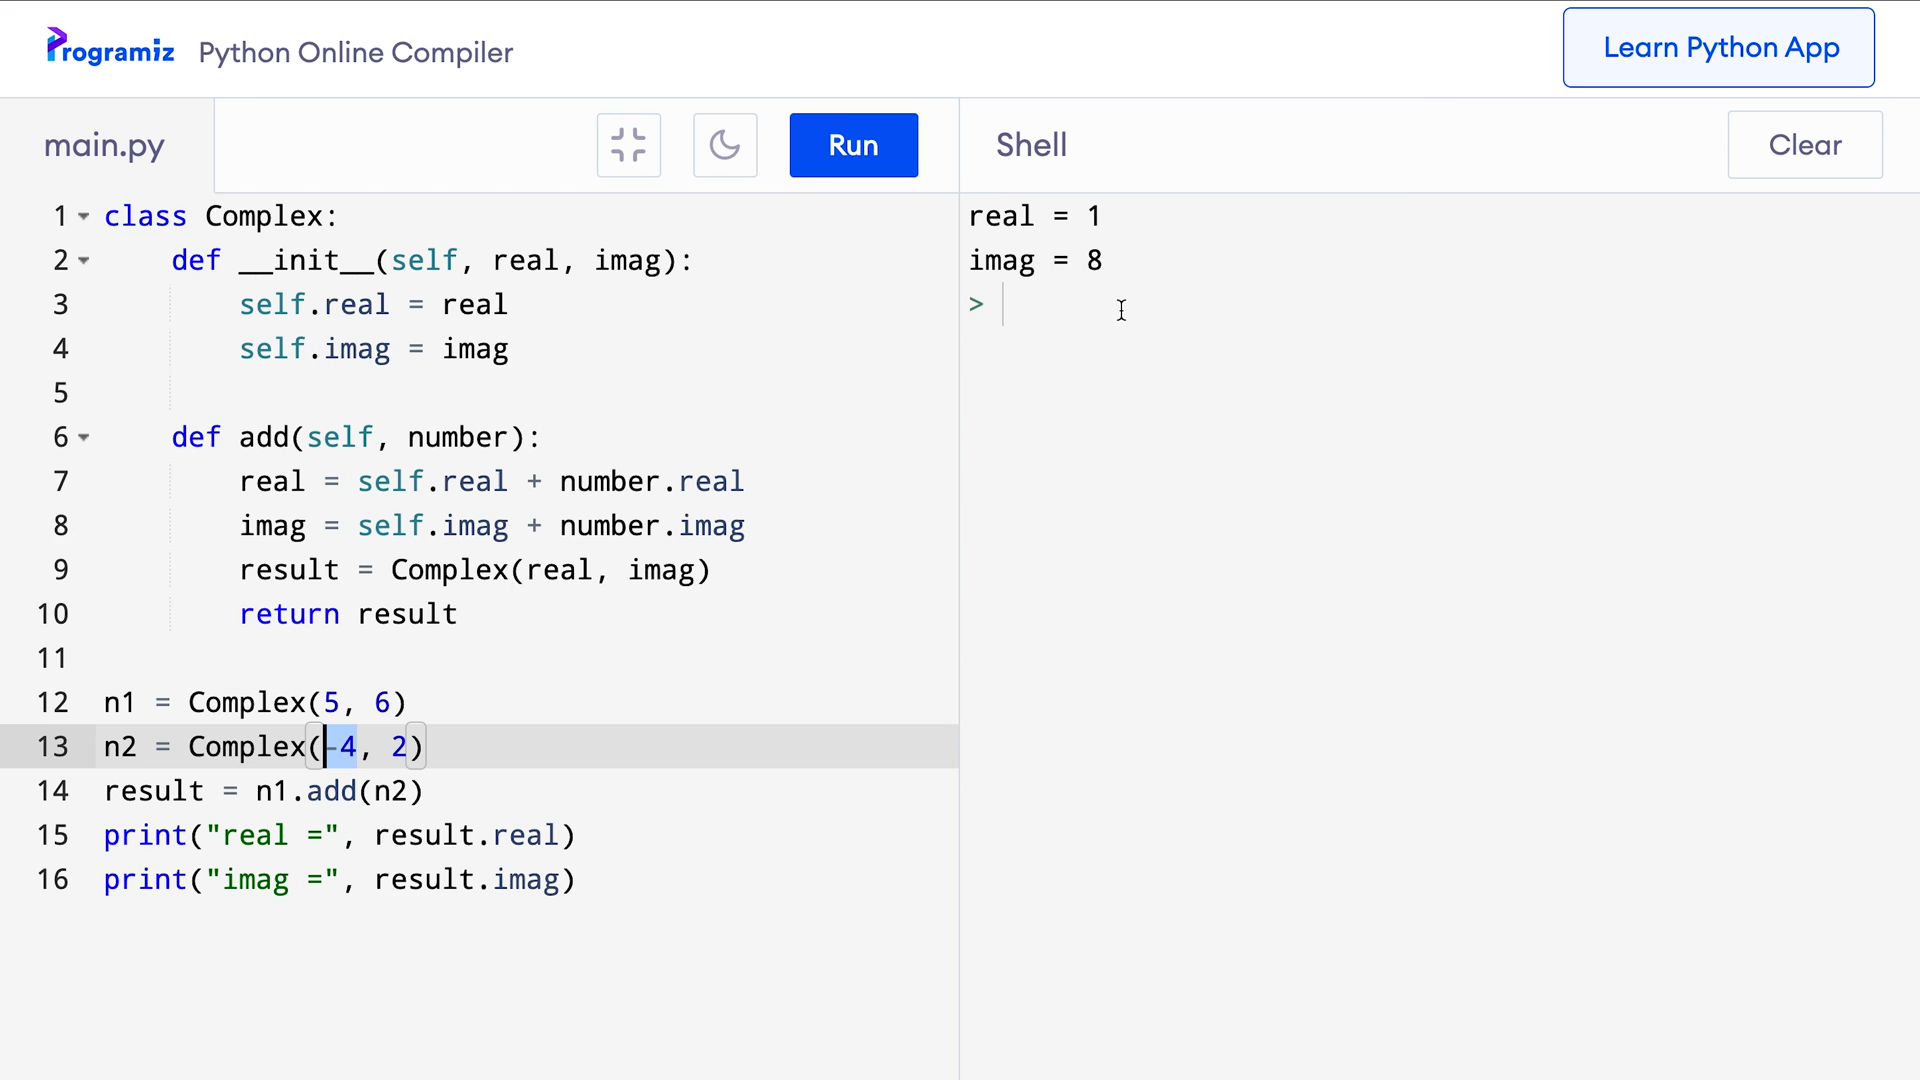 Programiz Python Online Compiler
Learn Python App
main.py
Run
Shell
Clear
1 class Complex:
2     def __init__(self, real, imag):
3         self.real = real
4         self.imag = imag
5
6     def add(self, number):
7         real = self.real + number.real
8         imag = self.imag + number.imag
9         result = Complex(real, imag)
10         return result
11
12 n1 = Complex(5, 6)
13 n2 = Complex(-4, 2)
14 result = n1.add(n2)
15 print("real =", result.real)
16 print("imag =", result.imag)
real = 1
imag = 8
>